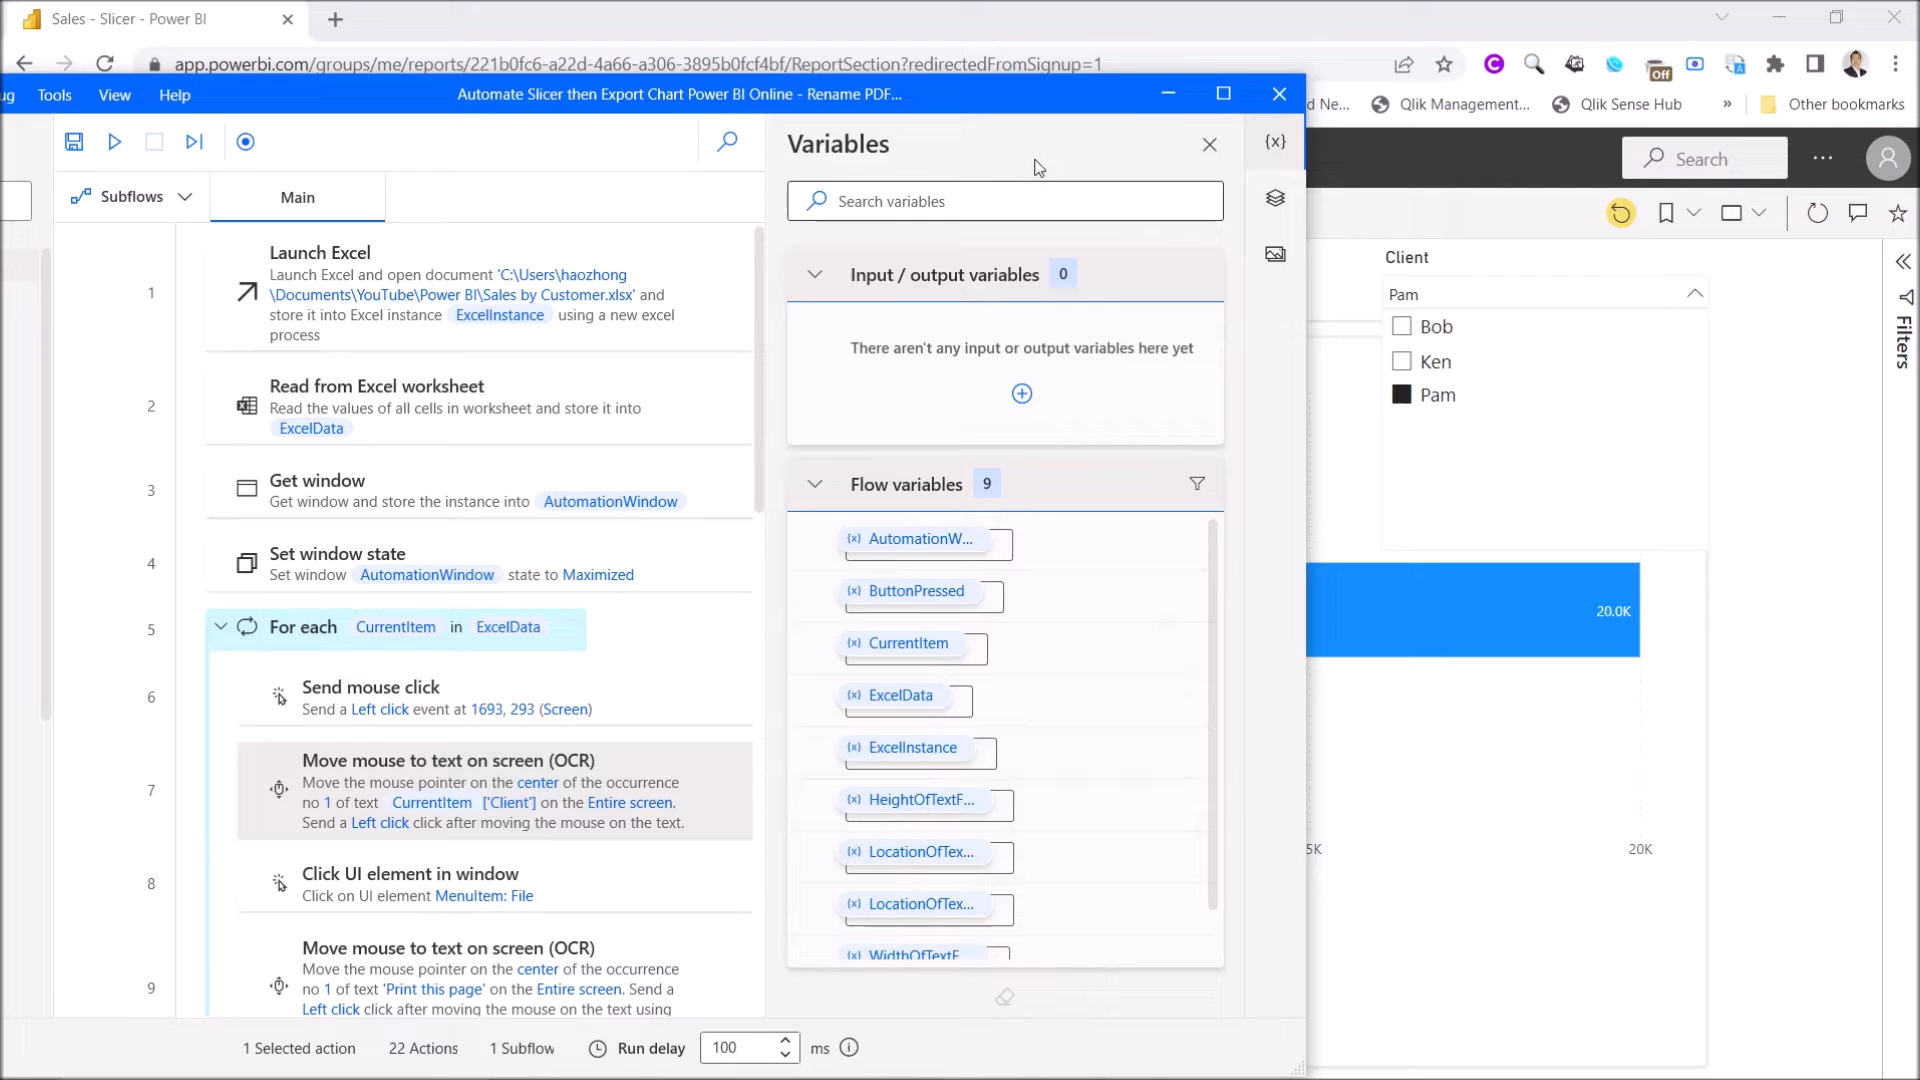 Sales - Slicer - Power BI
app.powerbi.com/groups/me/reports/221b0fc6-a22d-4a66-a306-3895b0fcf4bf/ReportSection?redirectedFromSignup=1
Off
d Ne...
Qlik Management...
Qlik Sense Hub
»
Other bookmarks
ug
Tools
View
Help
Automate Slicer then Export Chart Power BI Online - Rename PDF...
Subflows
Main
1
Launch Excel
Launch Excel and open document 'C:\Users\haozhong
\Documents\YouTube\Power BI\Sales by Customer.xlsx' and
store it into Excel instance ExcelInstance using a new excel
process
2
Read from Excel worksheet
Read the values of all cells in worksheet and store it into
ExcelData
3
Get window
Get window and store the instance into AutomationWindow
4
Set window state
Set window AutomationWindow state to Maximized
5
For each CurrentItem in ExcelData
6
Send mouse click
Send a Left click event at 1693, 293 (Screen)
7
Move mouse to text on screen (OCR)
Move the mouse pointer on the center of the occurrence
no 1 of text CurrentItem ['Client'] on the Entire screen.
Send a Left click click after moving the mouse on the text.
8
Click UI element in window
Click on UI element MenuItem: File
9
Move mouse to text on screen (OCR)
Move the mouse pointer on the center of the occurrence
no 1 of text 'Print this page' on the Entire screen. Send a
Left click click after moving the mouse on the text using
1 Selected action
22 Actions
1 Subflow
Run delay
100
ms
Variables
{x}
Search variables
Input / output variables 0
There aren't any input or output variables here yet
Flow variables 9
(x) AutomationW...
(x) ButtonPressed
(x) CurrentItem
(x) ExcelData
(x) ExcelInstance
(x) HeightOfTextF...
(x) LocationOfTex...
(x) LocationOfTex...
(x) WidthOfTextF
Search
Client
Pam
Bob
Ken
Pam
Filters
20.0K
5K
20K